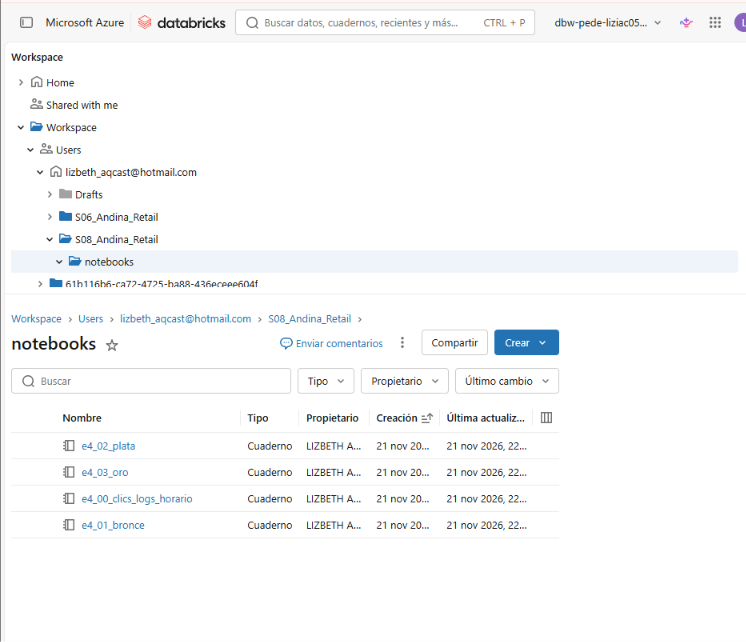 Microsoft Azure databricks Buscar datos, cuadernos, recientes y más... CTRL + P dbw-pede-liziac05...
Workspace
Home
Shared with me
Workspace
Users
lizbeth_aqcast@hotmail.com
Drafts
S06_Andina_Retail
S08_Andina_Retail
notebooks
61b116b6-ca72-4725-ba88-436eceee604f
Workspace > Users > lizbeth_aqcast@hotmail.com > S08_Andina_Retail >
notebooks Enviar comentarios Compartir Crear
Buscar Tipo Propietario Último cambio
Nombre Tipo Propietario Creación Última actualiz...
e4_02_plata Cuaderno LIZBETH A... 21 nov 20... 21 nov 2026, 22...
e4_03_oro Cuaderno LIZBETH A... 21 nov 20... 21 nov 2026, 22...
e4_00_clics_logs_horario Cuaderno LIZBETH A... 21 nov 20... 21 nov 2026, 22...
e4_01_bronce Cuaderno LIZBETH A... 21 nov 20... 21 nov 2026, 22...